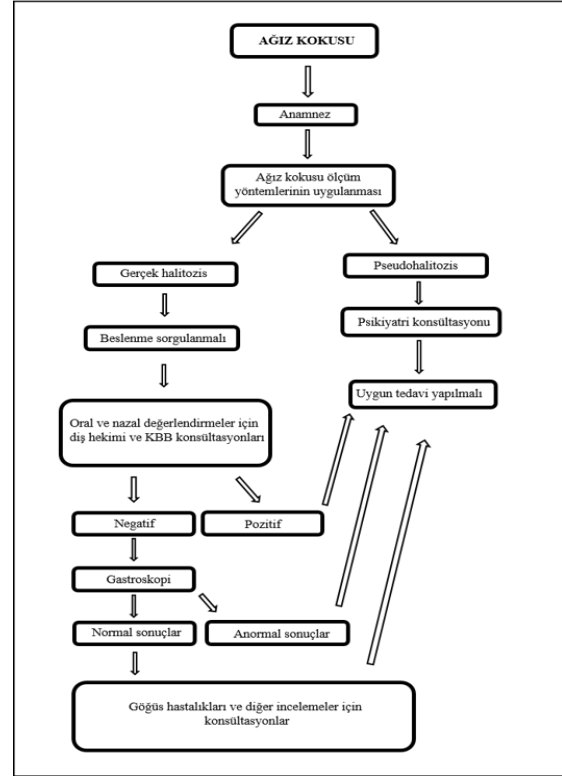 AĞIZ KOKUSU
Anamnez
Ağız kokusu ölçüm
yöntemlerinin uygulanması
Gerçek halitozis
Pseudohalitozis
Beslenme sorgulanmalı
Psikiyatri konsültasyonu
Uygun tedavi yapılmalı
Oral ve nazal değerlendirmeler için
diş hekimi ve KBB konsültasyonları
Negatif
Pozitif
Gastroskopi
Normal sonuçlar
Anormal sonuçlar
Göğüs hastalıkları ve diğer incelemeler için
konsültasyonlar